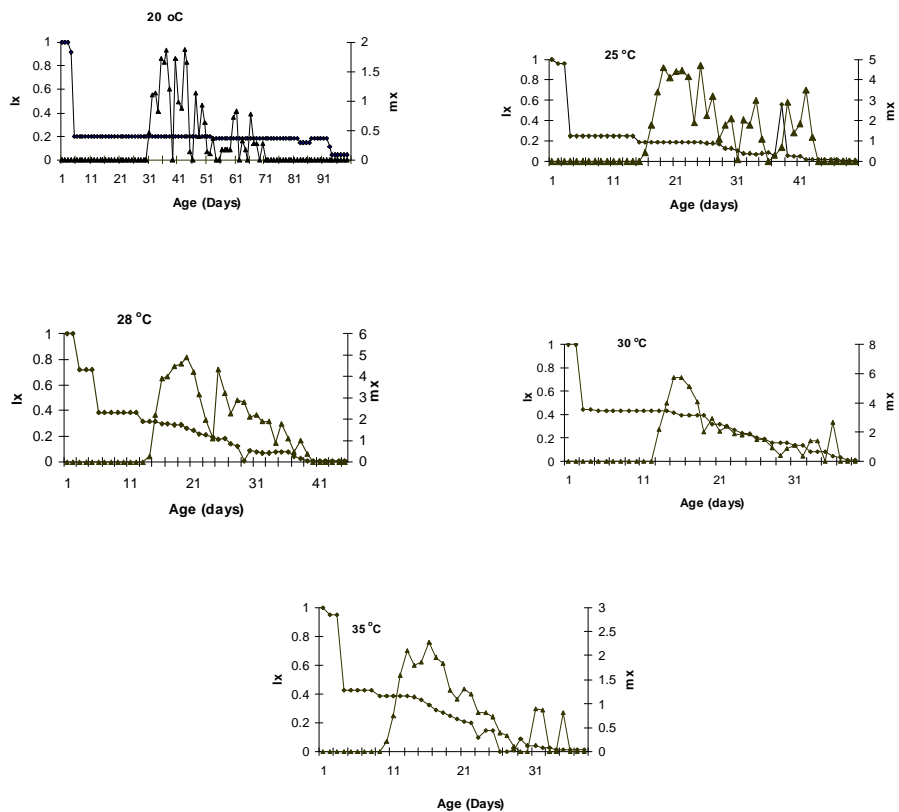 20 oC
1 2
0.8 1.5
0.6 1
0.4 0.5
0.2 0
0
lx
mx
1 11 21 31 41 51 61 71 81 91
Age (Days)
25 °C
1 5
0.8 4
0.6 3
0.4 2
0.2 1
0 0
lx
mx
1 11 21 31 41
Age (days)
28 °C
1 6
0.8 5
0.6 4
0.4 3
0.2 2
0 1
0
lx
mx
1 11 21 31 41
Age (days)
30 °C
1 8
0.8 6
0.6 4
0.4 2
0.2 0
0
lx
mx
1 11 21 31
Age (days)
35 °C
1 3
0.8 2.5
0.6 2
0.4 1.5
0.2 1
0 0.5
0
lx
mx
1 11 21 31
Age (Days)